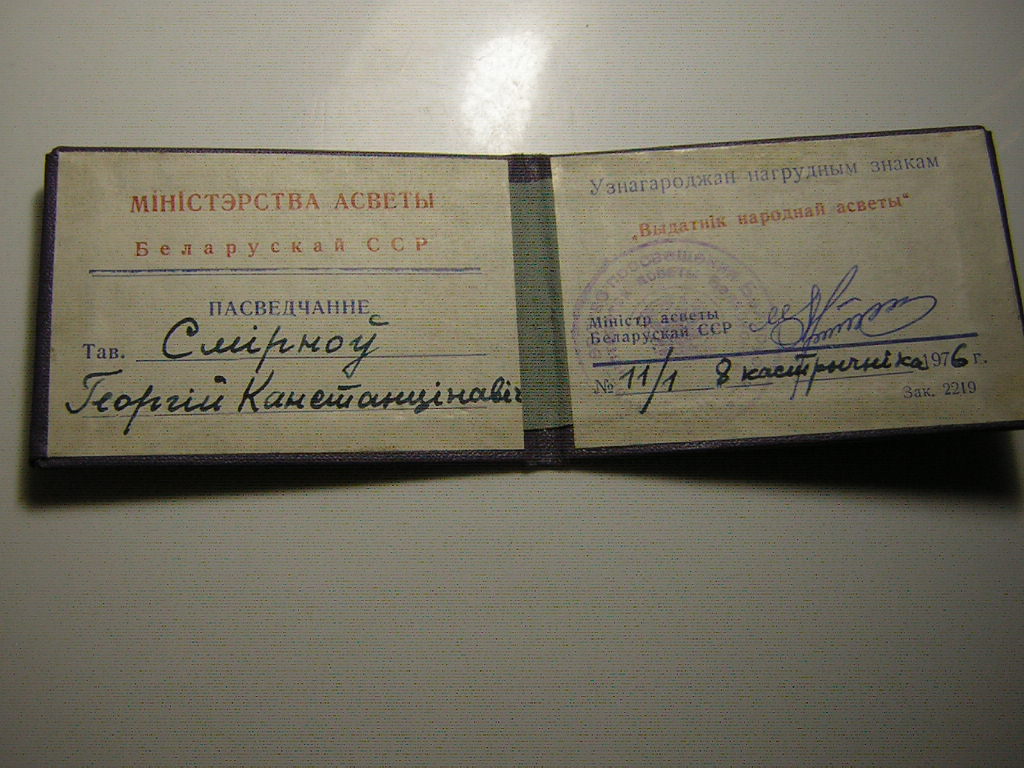 МІНІСТЭРСТВА АСВЕТЫ
Беларускай ССР
ПАСВЕДЧАННЕ
Тав. Смірноў
Георгій Канстанцінавіч
Узнагароджан нагрудным знакам
„Выдатнік народнай асветы“
Міністр асветы
Беларускай ССР
№ 11/1 8 кастрычніка 1976 г.
Зак. 2219